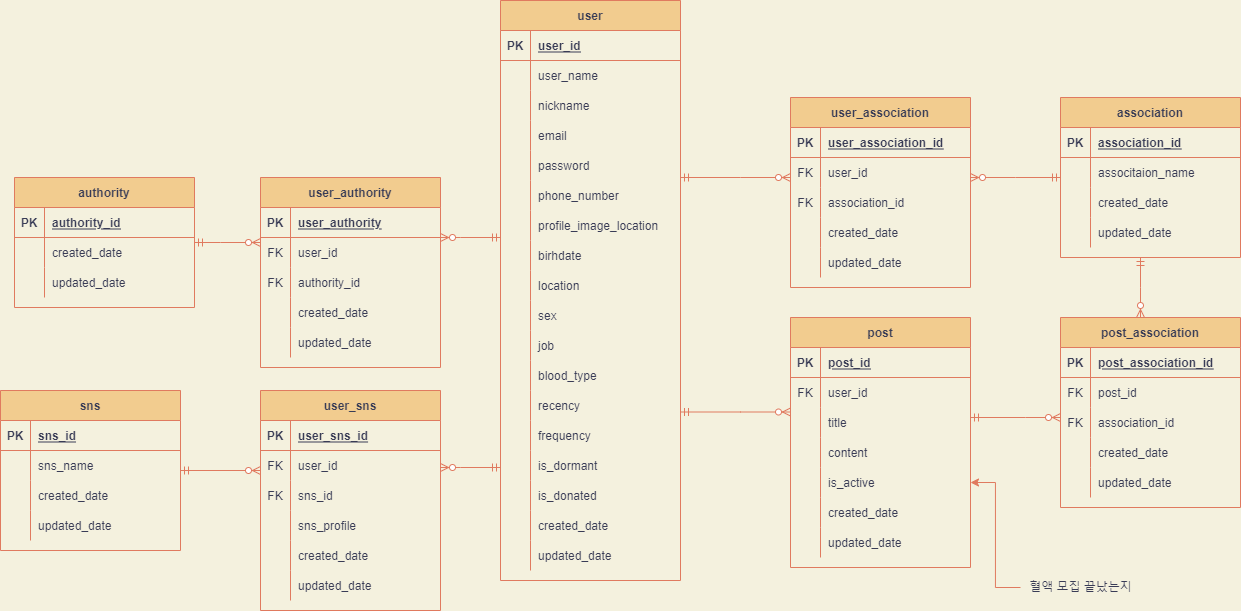 user
PK user_id
user_name
nickname
email
password
phone_number
profile_image_location
birhdate
location
sex
job
blood_type
recency
frequency
is_dormant
is_donated
created_date
updated_date
authority
PK authority_id
created_date
updated_date
user_authority
PK user_authority
FK user_id
FK authority_id
created_date
updated_date
sns
PK sns_id
sns_name
created_date
updated_date
user_sns
PK user_sns_id
FK user_id
FK sns_id
sns_profile
created_date
updated_date
user_association
PK user_association_id
FK user_id
FK association_id
created_date
updated_date
association
PK association_id
associtaion_name
created_date
updated_date
post
PK post_id
FK user_id
title
content
is_active
created_date
updated_date
post_association
PK post_association_id
FK post_id
FK association_id
created_date
updated_date
혈액 모집 끝났는지